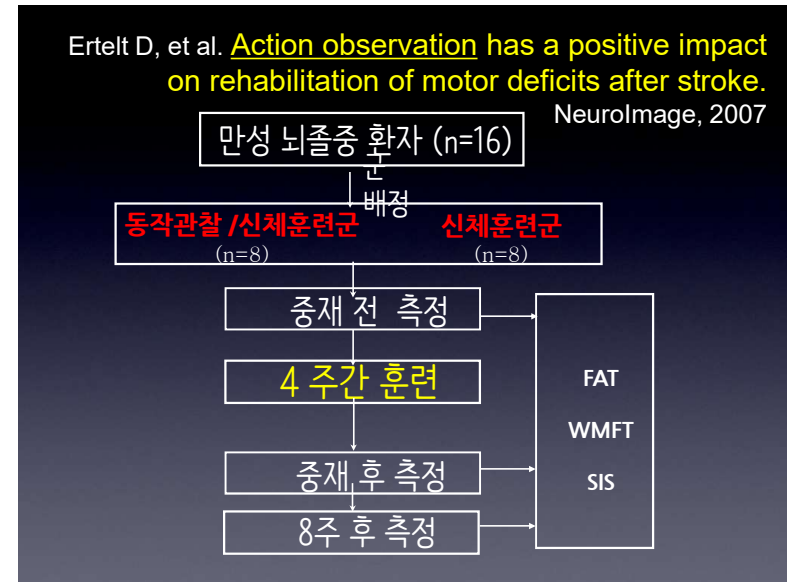 Ertelt D, et al. Action observation has a positive impact
on rehabilitation of motor deficits after stroke.
NeuroImage, 2007
만성 뇌졸중 환자 (n=16)
군
배정
동작관찰 /신체훈련군 신체훈련군
(n=8) (n=8)
중재 전 측정
4 주간 훈련
FAT
WMFT
중재 후 측정
SIS
8주 후 측정